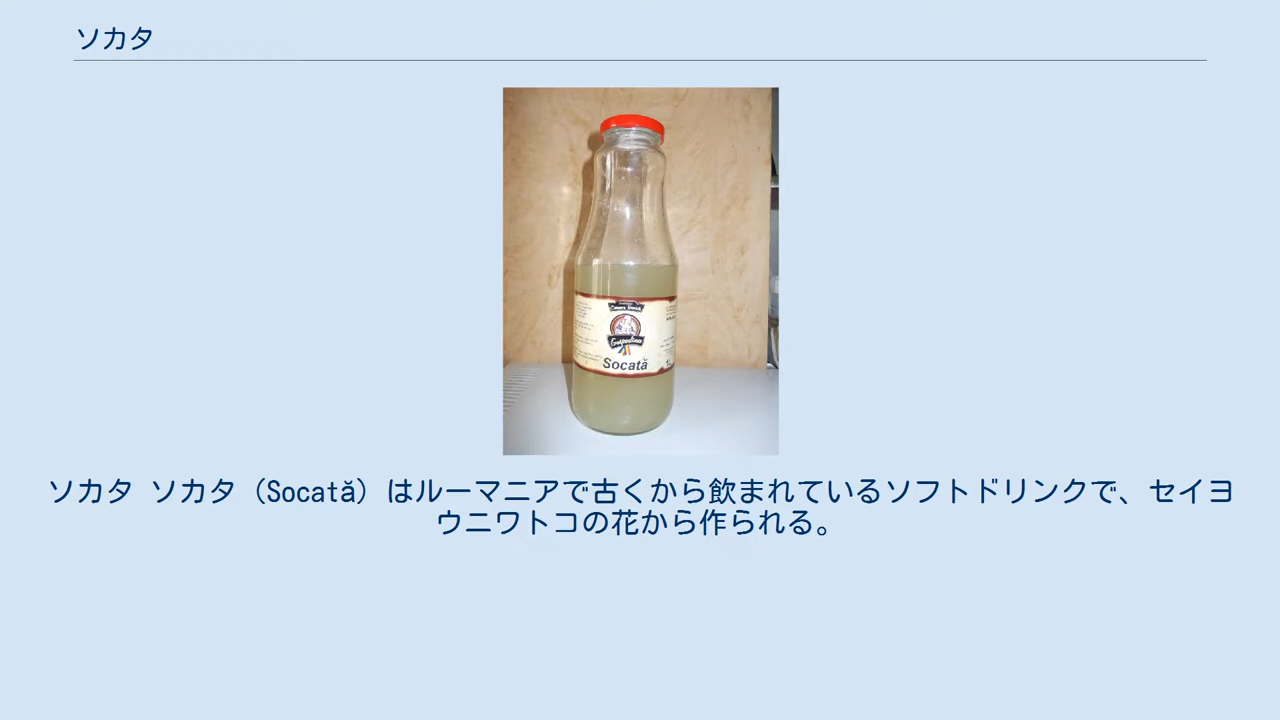 ソカタ
Gospodina
Socată
ソカタ ソカタ（Socată）はルーマニアで古くから飲まれているソフトドリンクで、セイヨ
ウニワトコの花から作られる。